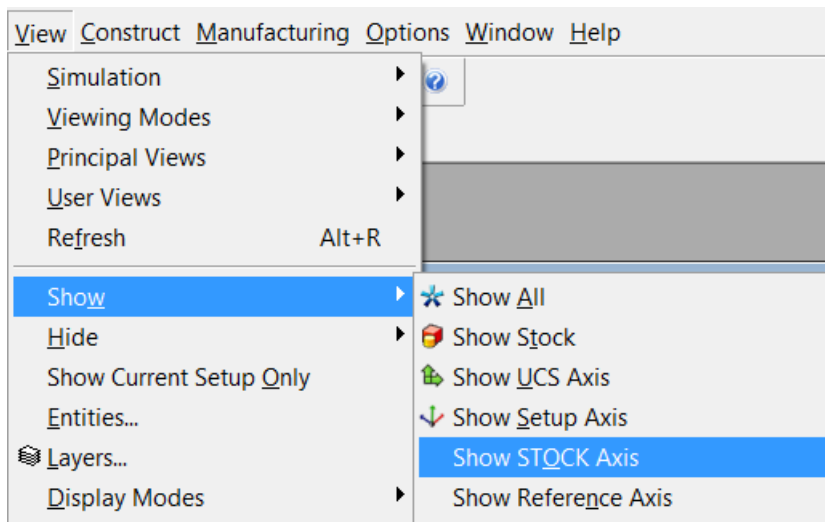 View Construct Manufacturing Options Window Help
Simulation
Viewing Modes
Principal Views
User Views
Refresh Alt+R
Show
Hide
Show Current Setup Only
Entities...
Layers...
Display Modes
Show All
Show Stock
Show UCS Axis
Show Setup Axis
Show STOCK Axis
Show Reference Axis